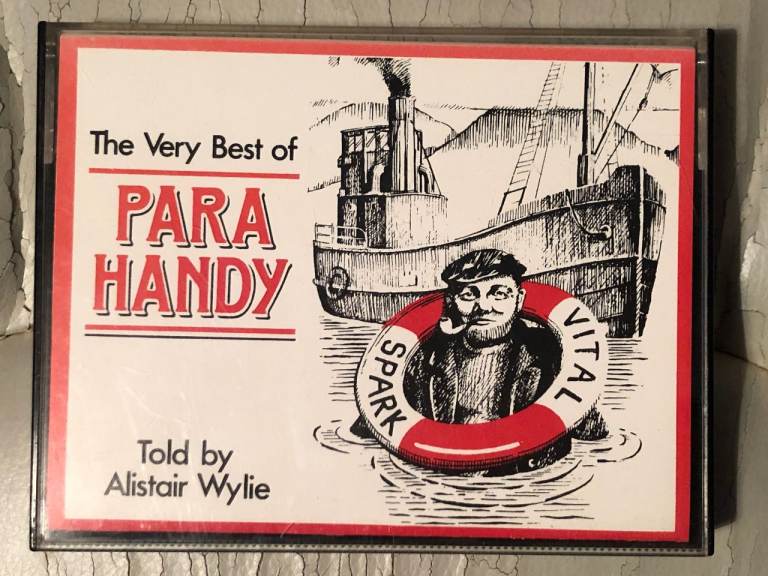 The Very Best of
PARA
HANDY
Told by
Alistair Wylie
VITAL
SPARK